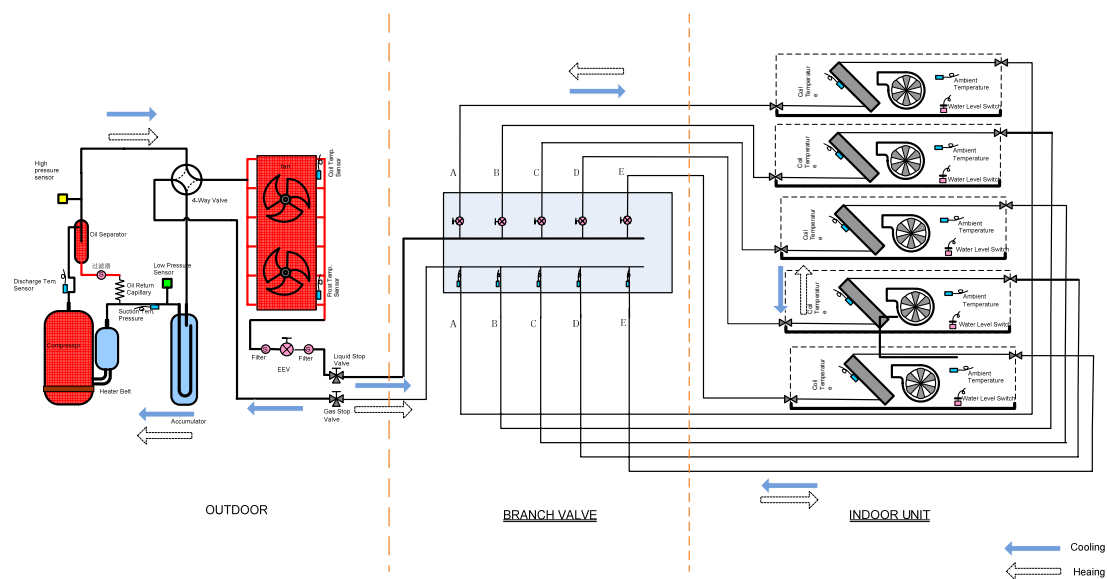 High
pressure
sensor
4-Way Valve
fan
Coil Temp.
Sensor
Oil Separator
过滤器
Low Pressure
Sensor
Discharge Tem.
Sensor
Oil Return
Capillary
Suction Tem.
Pressure
Frost Temp.
Sensor
Compressor
Heater Belt
Accumulator
Filter
EEV
Filter
Liquid Stop
Valve
Gas Stop
Valve
A
B
C
D
E
A
B
C
D
E
Coil
Temperatur
e
Ambient
Temperature
Water Level Switch
Coil
Temperatur
e
Ambient
Temperature
Water Level Switch
Coil
Temperatur
e
Ambient
Temperature
Water Level Switch
Coil
Temperatur
e
Ambient
Temperature
Water Level Switch
Coil
Temperatur
e
Ambient
Temperature
Water Level Switch
OUTDOOR
BRANCH VALVE
INDOOR UNIT
Cooling
Heaing